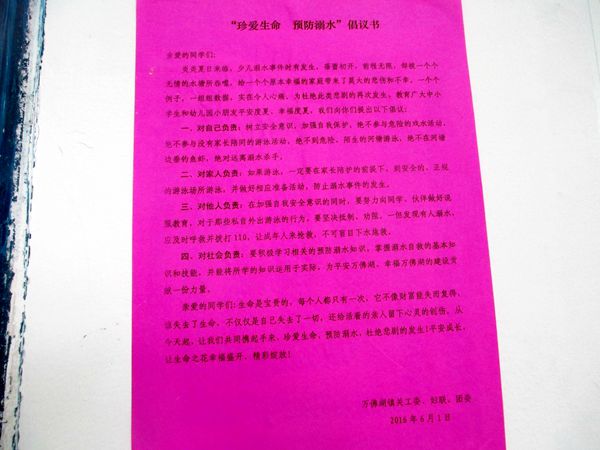 “珍爱生命  预防溺水”倡议书
亲爱的同学们:
炎炎夏日来临，少儿溺水事件时有发生，蓓蕾初开，前程无限，却被一个个
无情的水塘所吞噬，给一个个原本幸福的家庭带来了莫大的悲伤和不幸。一个个
例子，一组组数据，实在令人心痛。为杜绝此类悲剧的再次发生，教育广大中小
学生和幼儿园小朋友平安度夏、幸福度夏，我们向你们提出以下倡议:
一、对自己负责：树立安全意识，加强自我保护，绝不参与危险的戏水活动，
绝不参与没有家长陪同的游泳活动，绝不到危险、陌生的河塘游泳，绝不在河塘
边垂钓鱼虾，绝对远离溺水杀手。
二、对家人负责：如果游泳，一定要在家长陪护的前提下，到安全的、正规
的游泳场所游泳，并做好相应准备活动，防止溺水事件的发生。
三、对他人负责：在加强自我安全意识的同时，要努力向同学、伙伴做好说
服教育，对于那些私自外出游泳的行为，要坚决抵制、劝阻，一但发现有人溺水，
应及时呼救并拨打 110，让成年人来抢救，不可盲目下水施救。
四、对社会负责：要积极学习相关的预防溺水知识，掌握溺水自救的基本知
识和技能，并能将所学的知识运用于实际，为平安万佛湖、幸福万佛湖的建设贡
献一份力量。
亲爱的同学们:生命是宝贵的，每个人都只有一次，它不像财富能失而复得，
谁失去了生命，不仅仅是自己失去了一切，还给活着的亲人留下心灵的创伤。从
今天起，让我们共同携起手来，珍爱生命，预防溺水，杜绝悲剧的发生!平安成长，
让生命之花幸福盛开、精彩绽放!
万佛湖镇关工委、妇联、团委
2016 年 6 月 1 日